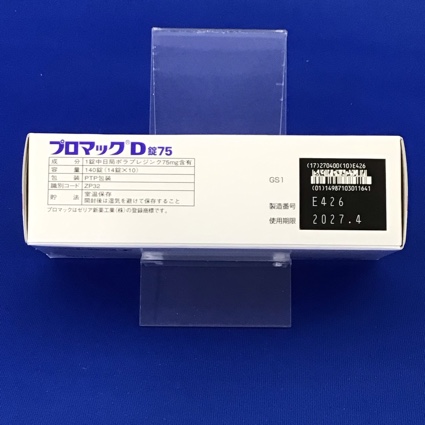 プロマック®D錠75
成分 1錠中日局ポラプレジンク75mg含有
容量 140錠(14錠×10)
包装 PTP包装
識別コード ZP32
貯法 室温保存
開封後は湿気を避けて保存すること
プロマックはゼリア新薬工業(株)の登録商標です。
(17)270400(10)E426
GS1
(01)14987103011641
製造番号 E426
使用期限 2027.4